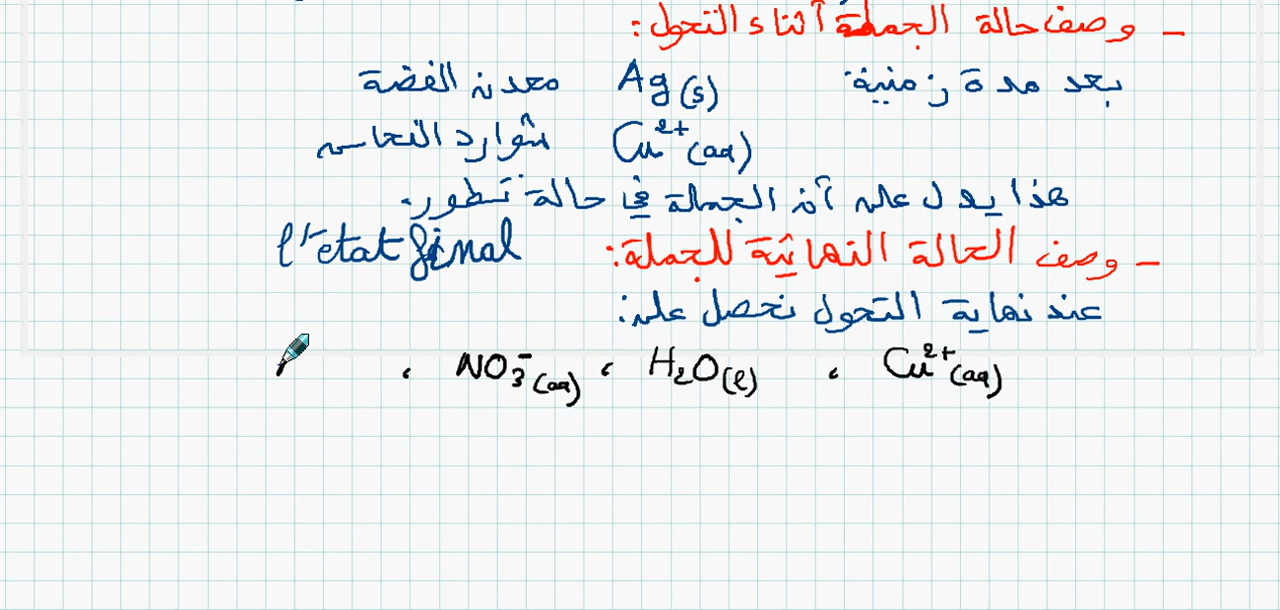 - وصف حالة الجملة أثناء التحول:
بعد مدة زمنية: Ag(s) معدن الفضة
Cu²⁺(aq) شوارد النحاس
هذا يدل على أن الجملة في حالة تطور.
- وصف الحالة النهائية للجملة: l'état final
عند نهاية التحول نحصل على:
Cu²⁺(aq) ، H₂O(l) ، NO₃⁻(aq) ،